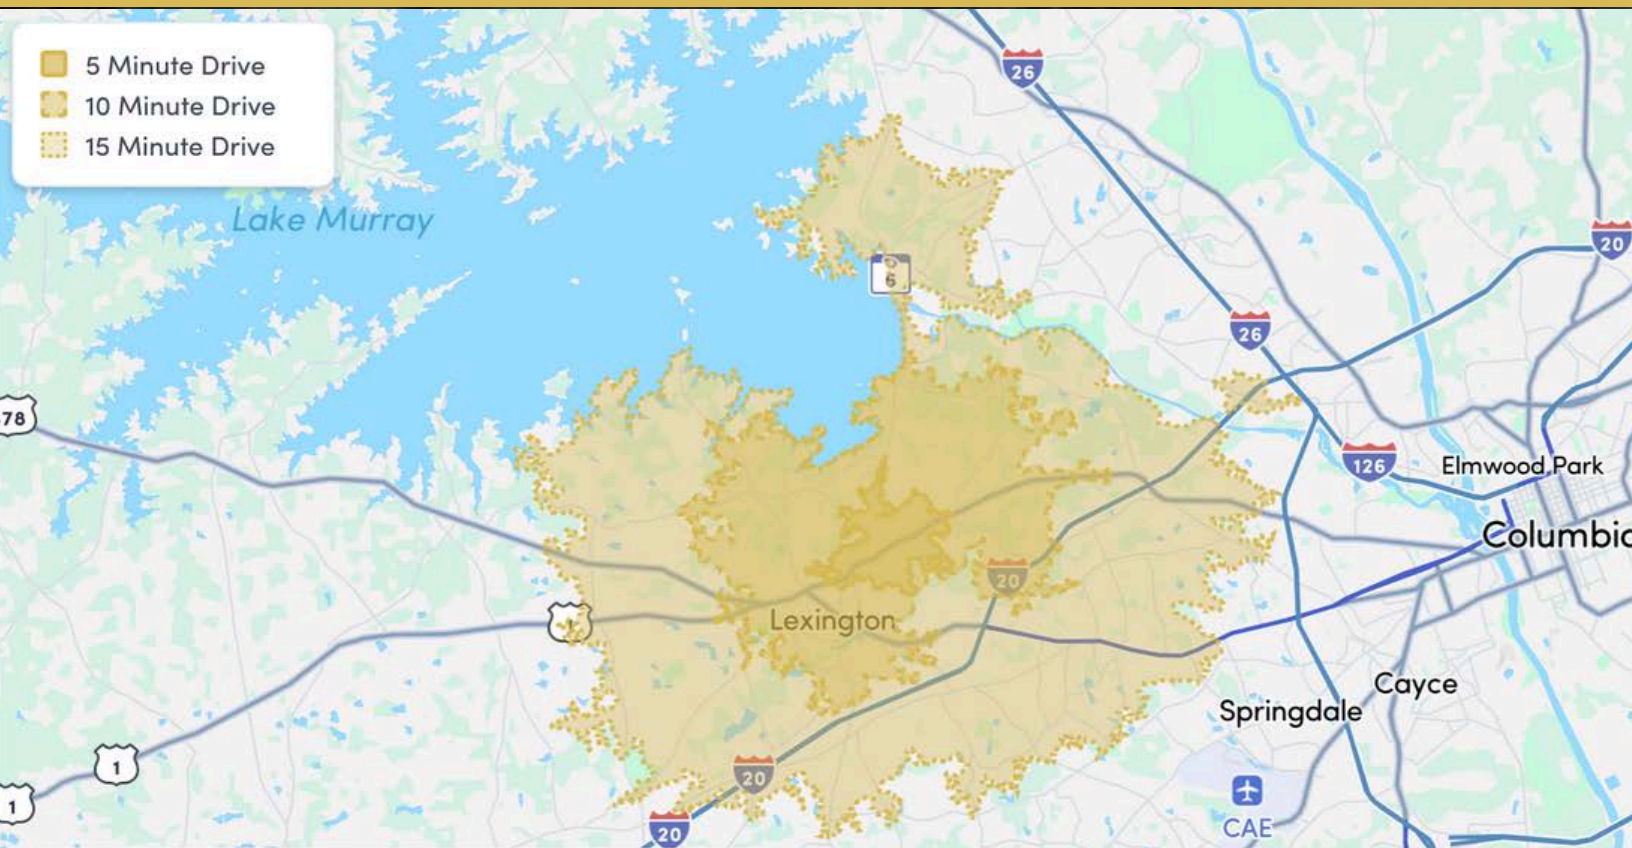 5 Minute Drive
10 Minute Drive
15 Minute Drive
26
20
Lake Murray
6
26
78
126
Elmwood Park
Columbi
20
Lexington
1
Cayce
Springdale
1
20
1
20
CAE